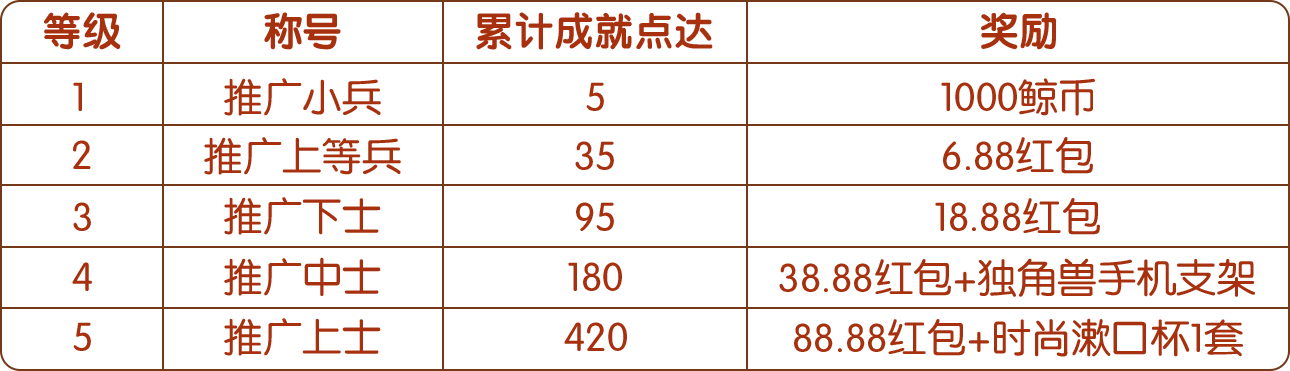 等级 称号 累计成就点达 奖励
1 推广小兵 5 1000鲸币
2 推广上等兵 35 6.88红包
3 推广下士 95 18.88红包
4 推广中士 180 38.88红包+独角兽手机支架
5 推广上士 420 88.88红包+时尚漱口杯1套